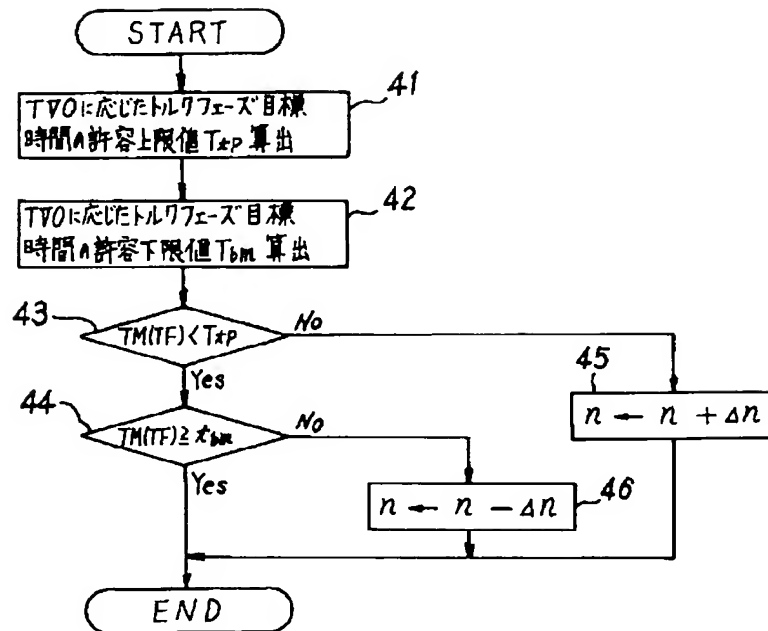 START
41
TVOに応じたトルクフェーズ目標
時間の許容上限値Ttp算出
42
TVOに応じたトルクフェーズ目標
時間の許容下限値Tbm算出
43
TM(TF)<Ttp
No
Yes
44
TM(TF)≧tbm
No
Yes
45
n ← n + Δn
46
n ← n - Δn
END